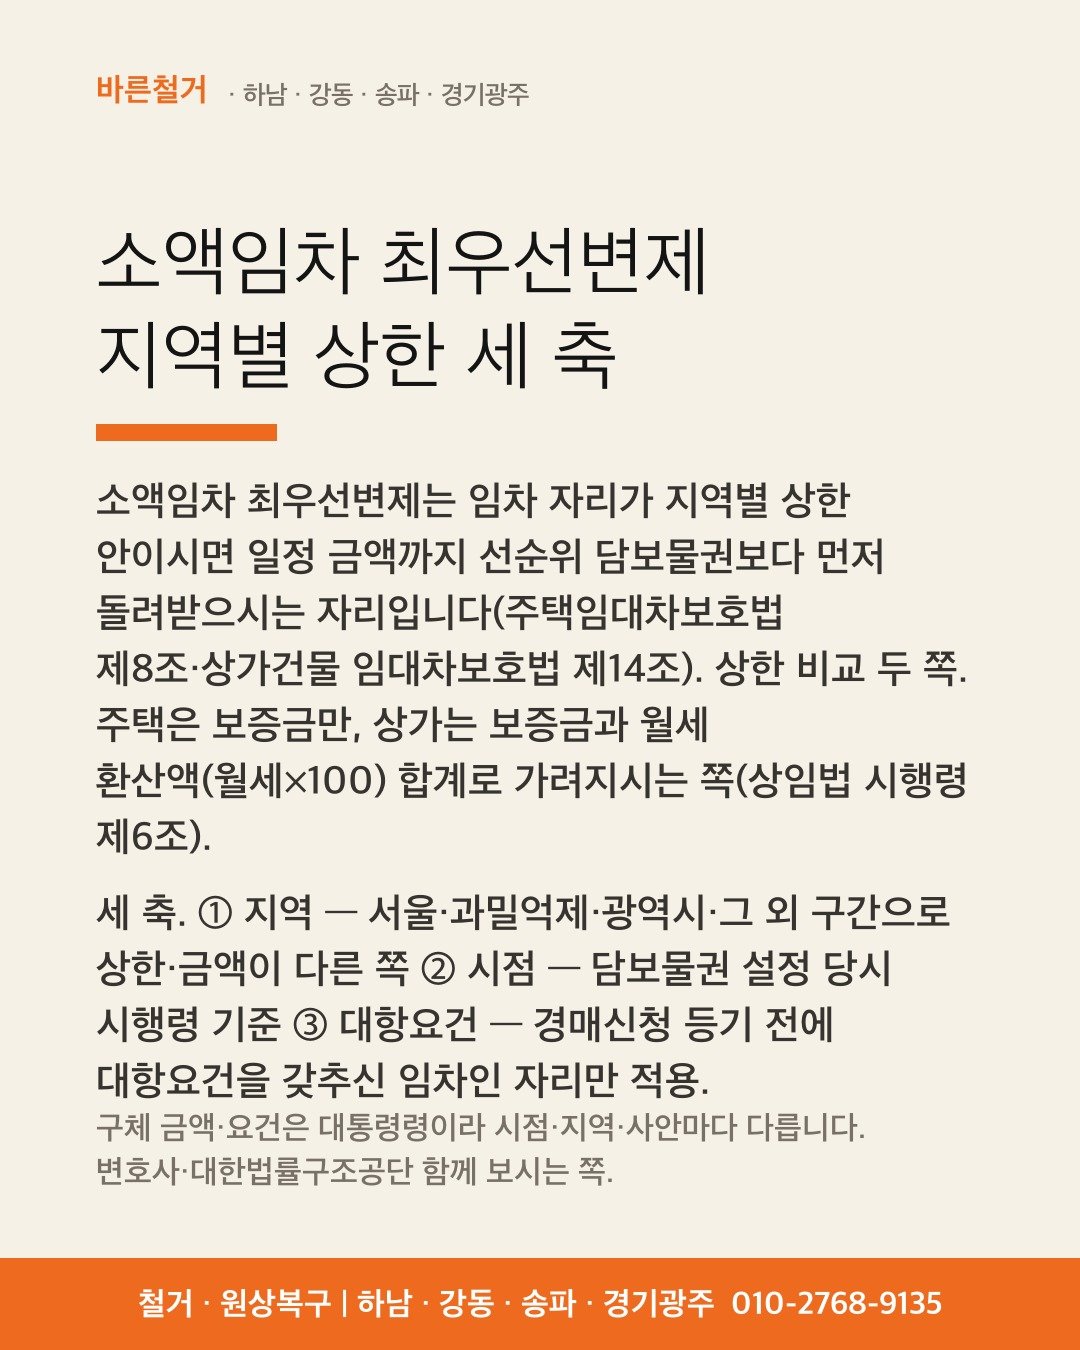 바른철거 · 하남 · 강동 · 송파 · 경기광주
소액임차 최우선변제
지역별 상한 세 축
소액임차 최우선변제는 임차 자리가 지역별 상한
안이시면 일정 금액까지 선순위 담보물권보다 먼저
돌려받으시는 자리입니다(주택임대차보호법
제8조·상가건물 임대차보호법 제14조). 상한 비교 두 쪽.
주택은 보증금만, 상가는 보증금과 월세
환산액(월세×100) 합계로 가려지시는 쪽(상임법 시행령
제6조).
세 축. ① 지역 — 서울·과밀억제·광역시·그 외 구간으로
상한·금액이 다른 쪽 ② 시점 — 담보물권 설정 당시
시행령 기준 ③ 대항요건 — 경매신청 등기 전에
대항요건을 갖추신 임차인 자리만 적용.
구체 금액·요건은 대통령령이라 시점·지역·사안마다 다릅니다.
변호사·대한법률구조공단 함께 보시는 쪽.
철거 · 원상복구 | 하남 · 강동 · 송파 · 경기광주 010-2768-9135